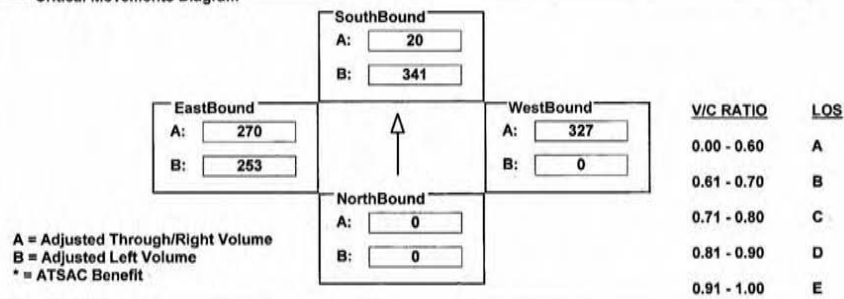 Critical Movements Diagram
SouthBound
A: 20
B: 341
EastBound
A: 270
B: 253
WestBound
A: 327
B: 0
NorthBound
A: 0
B: 0
A = Adjusted Through/Right Volume
B = Adjusted Left Volume
* = ATSAC Benefit
V/C RATIO LOS
0.00 - 0.60 A
0.61 - 0.70 B
0.71 - 0.80 C
0.81 - 0.90 D
0.91 - 1.00 E